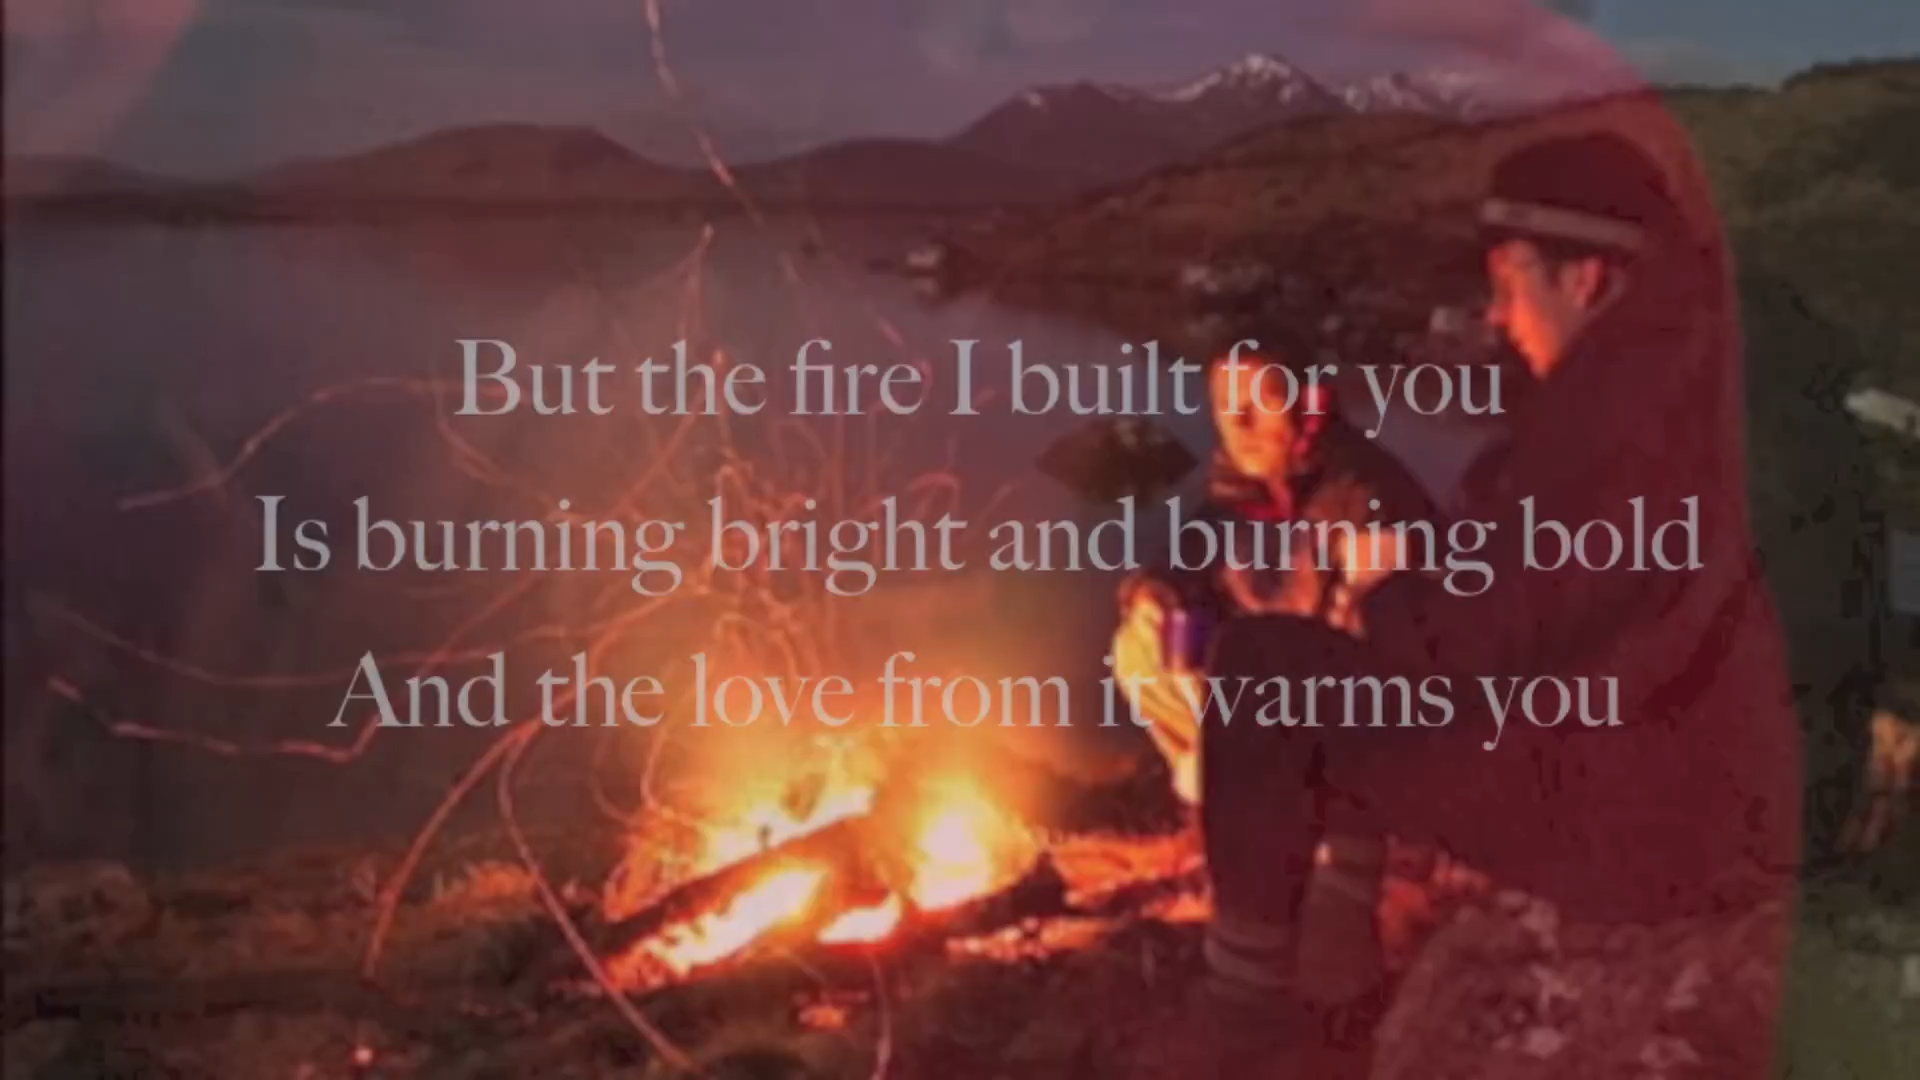 But the fire I built for you
Is burning bright and burning bold
And the love from it warms you